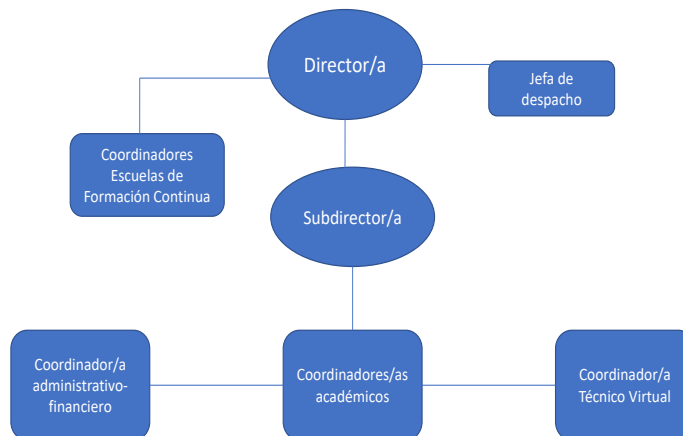 Director/a
Jefa de
despacho
Coordinadores
Escuelas de
Formación Continua
Subdirector/a
Coordinador/a
administrativo-
financiero
Coordinadores/as
académicos
Coordinador/a
Técnico Virtual